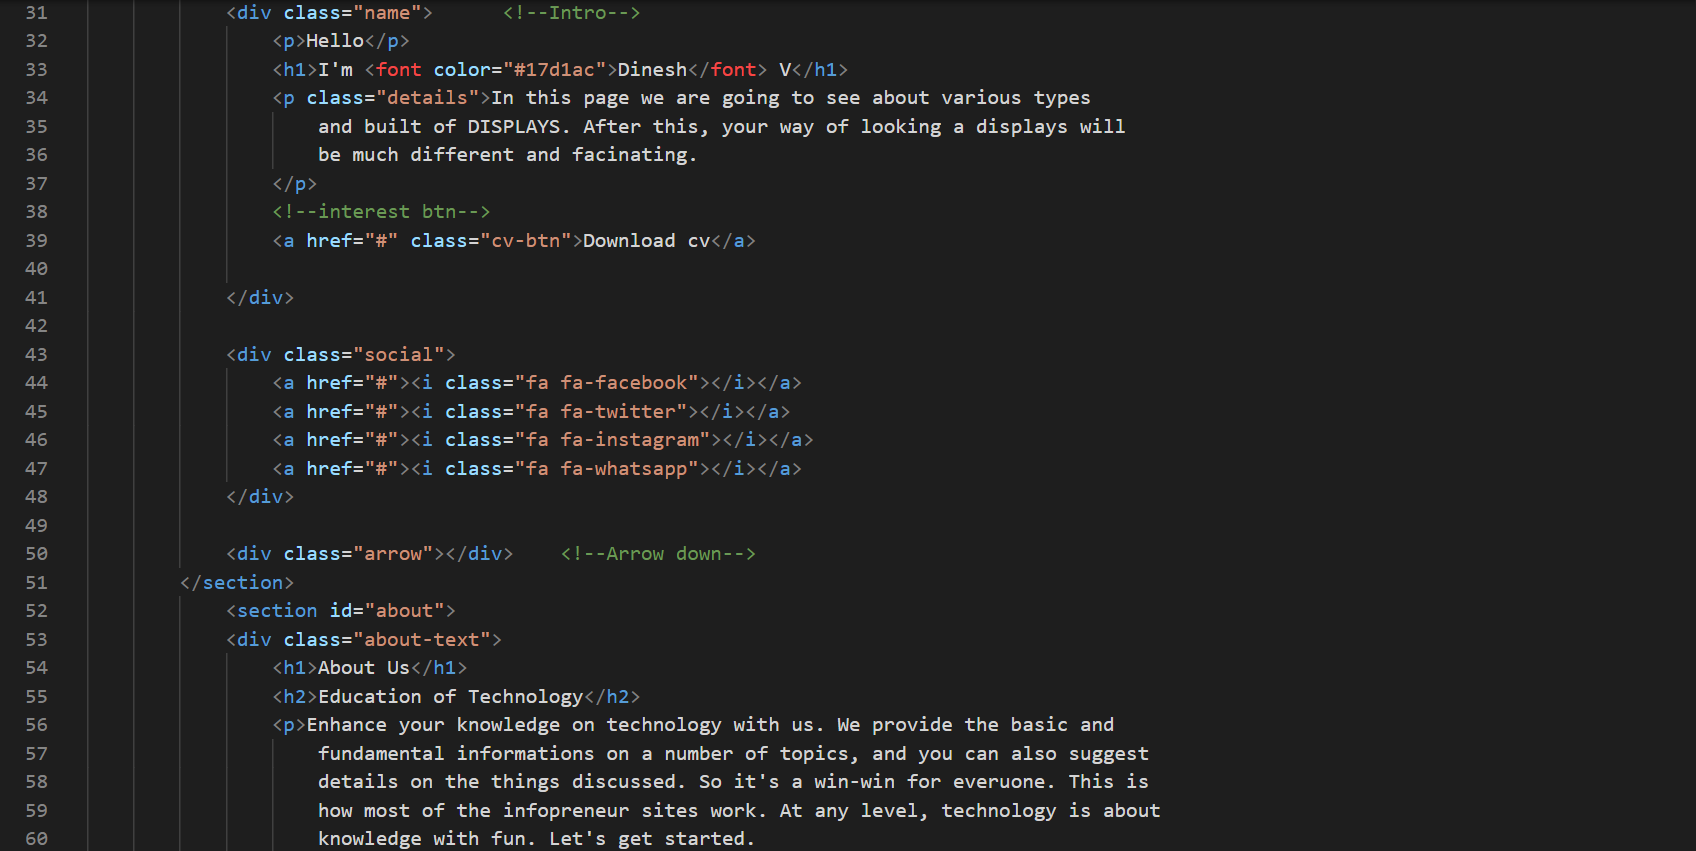 31 <div class="name"> <!--Intro-->
32 <p>Hello</p>
33 <h1>I'm <font color="#17d1ac">Dinesh</font> V</h1>
34 <p class="details">In this page we are going to see about various types
35 and built of DISPLAYS. After this, your way of looking a displays will
36 be much different and facinating.
37 </p>
38 <!--interest btn-->
39 <a href="#" class="cv-btn">Download cv</a>
40
41 </div>
42
43 <div class="social">
44 <a href="#"><i class="fa fa-facebook"></i></a>
45 <a href="#"><i class="fa fa-twitter"></i></a>
46 <a href="#"><i class="fa fa-instagram"></i></a>
47 <a href="#"><i class="fa fa-whatsapp"></i></a>
48 </div>
49
50 <div class="arrow"></div> <!--Arrow down-->
51 </section>
52 <section id="about">
53 <div class="about-text">
54 <h1>About Us</h1>
55 <h2>Education of Technology</h2>
56 <p>Enhance your knowledge on technology with us. We provide the basic and
57 fundamental informations on a number of topics, and you can also suggest
58 details on the things discussed. So it's a win-win for everuone. This is
59 how most of the infopreneur sites work. At any level, technology is about
60 knowledge with fun. Let's get started.